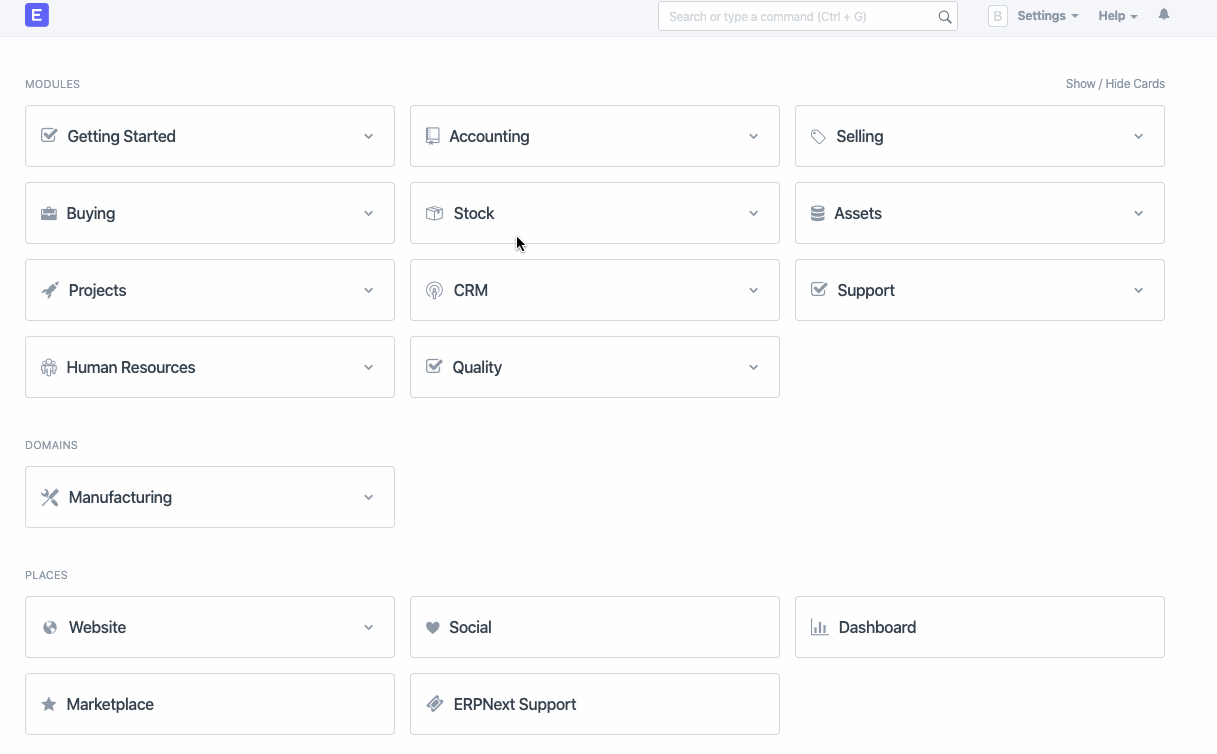 E
Search or type a command (Ctrl + G)
B
Settings
Help
MODULES
Show / Hide Cards
Getting Started
Accounting
Selling
Buying
Stock
Assets
Projects
CRM
Support
Human Resources
Quality
DOMAINS
Manufacturing
PLACES
Website
Social
Dashboard
Marketplace
ERPNext Support